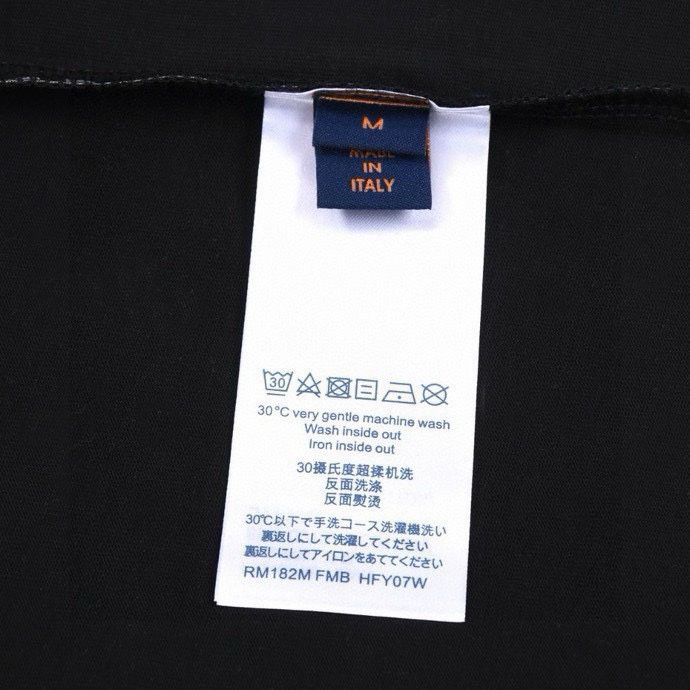 M
MADE
IN
ITALY
30
30°C very gentle machine wash
Wash inside out
Iron inside out
30摄氏度超揉机洗
反面洗涤
反面熨烫
30℃以下で手洗コース洗濯機洗い
裏返しにして洗濯してください
裏返しにしてアイロンをあててください
RM182M FMB HFY07W